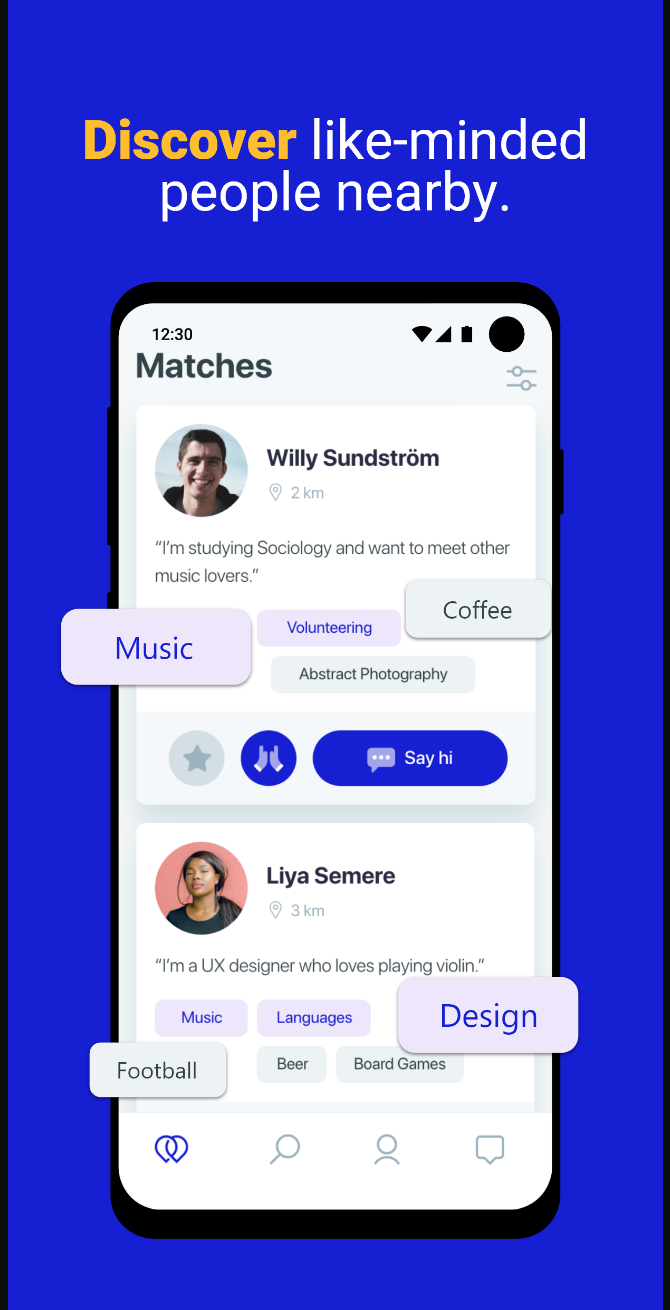 Discover like-minded
people nearby.
12:30
Matches
Willy Sundström
2 km
“I’m studying Sociology and want to meet other
music lovers.”
Music
Volunteering
Coffee
Abstract Photography
Say hi
Liya Semere
3 km
“I’m a UX designer who loves playing violin.”
Music
Languages
Design
Football
Beer
Board Games